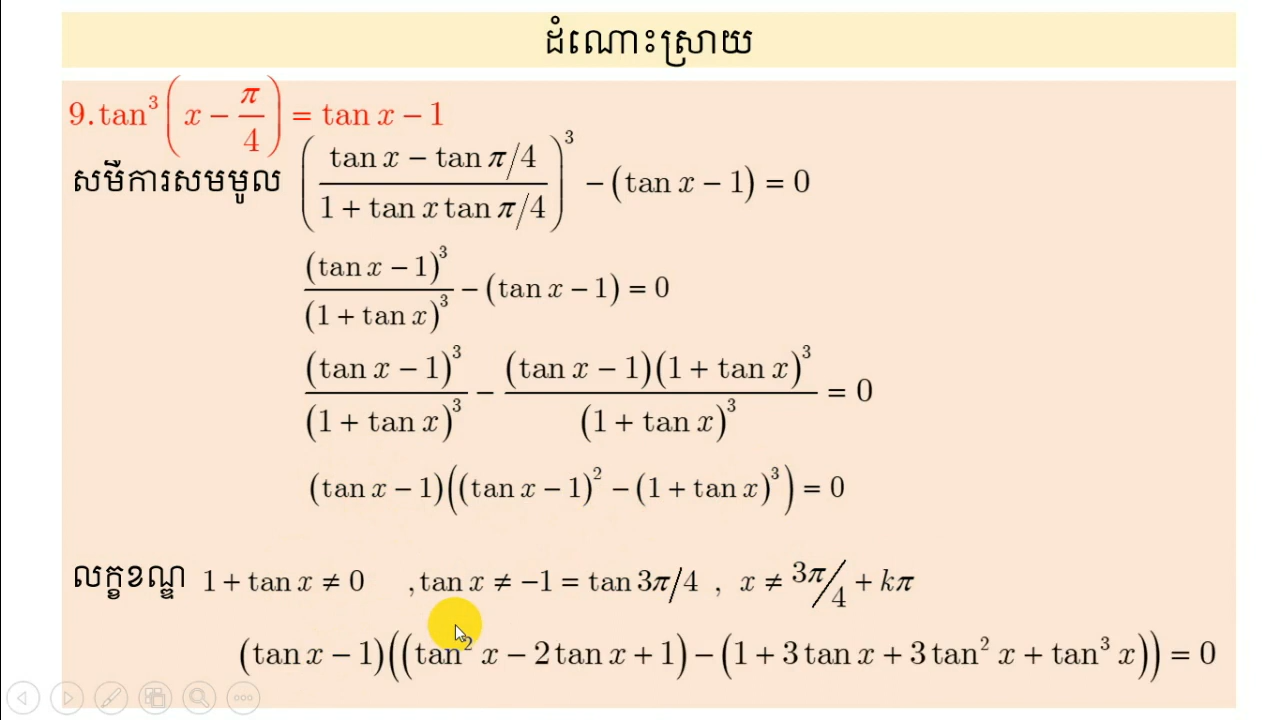 ដំណោះស្រាយ
9.tan³(x − π/4) = tan x − 1
សមីការសមមូល ((tan x − tan π/4)/(1 + tan x tan π/4))³ − (tan x − 1) = 0
(tan x − 1)³/(1 + tan x)³ − (tan x − 1) = 0
(tan x − 1)³/(1 + tan x)³ − (tan x − 1)(1 + tan x)³/(1 + tan x)³ = 0
(tan x − 1)((tan x − 1)² − (1 + tan x)³) = 0
លក្ខខណ្ឌ 1 + tan x ≠ 0 ,tan x ≠ −1 = tan 3π/4 , x ≠ 3π/4 + kπ
(tan x − 1)((tan² x − 2 tan x + 1) − (1 + 3 tan x + 3 tan² x + tan³ x)) = 0